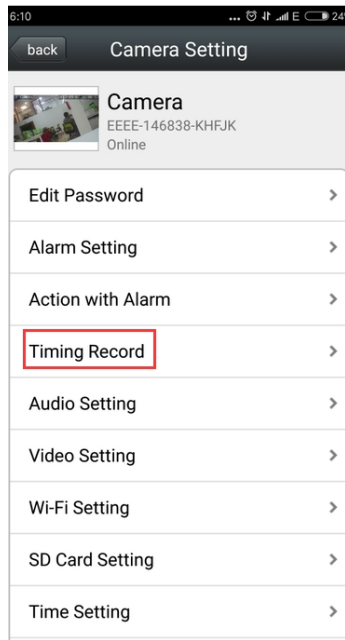 6:10 ... E 24
back Camera Setting
Camera
EEEE-146838-KHFJK
Online
Edit Password
Alarm Setting
Action with Alarm
Timing Record
Audio Setting
Video Setting
Wi-Fi Setting
SD Card Setting
Time Setting